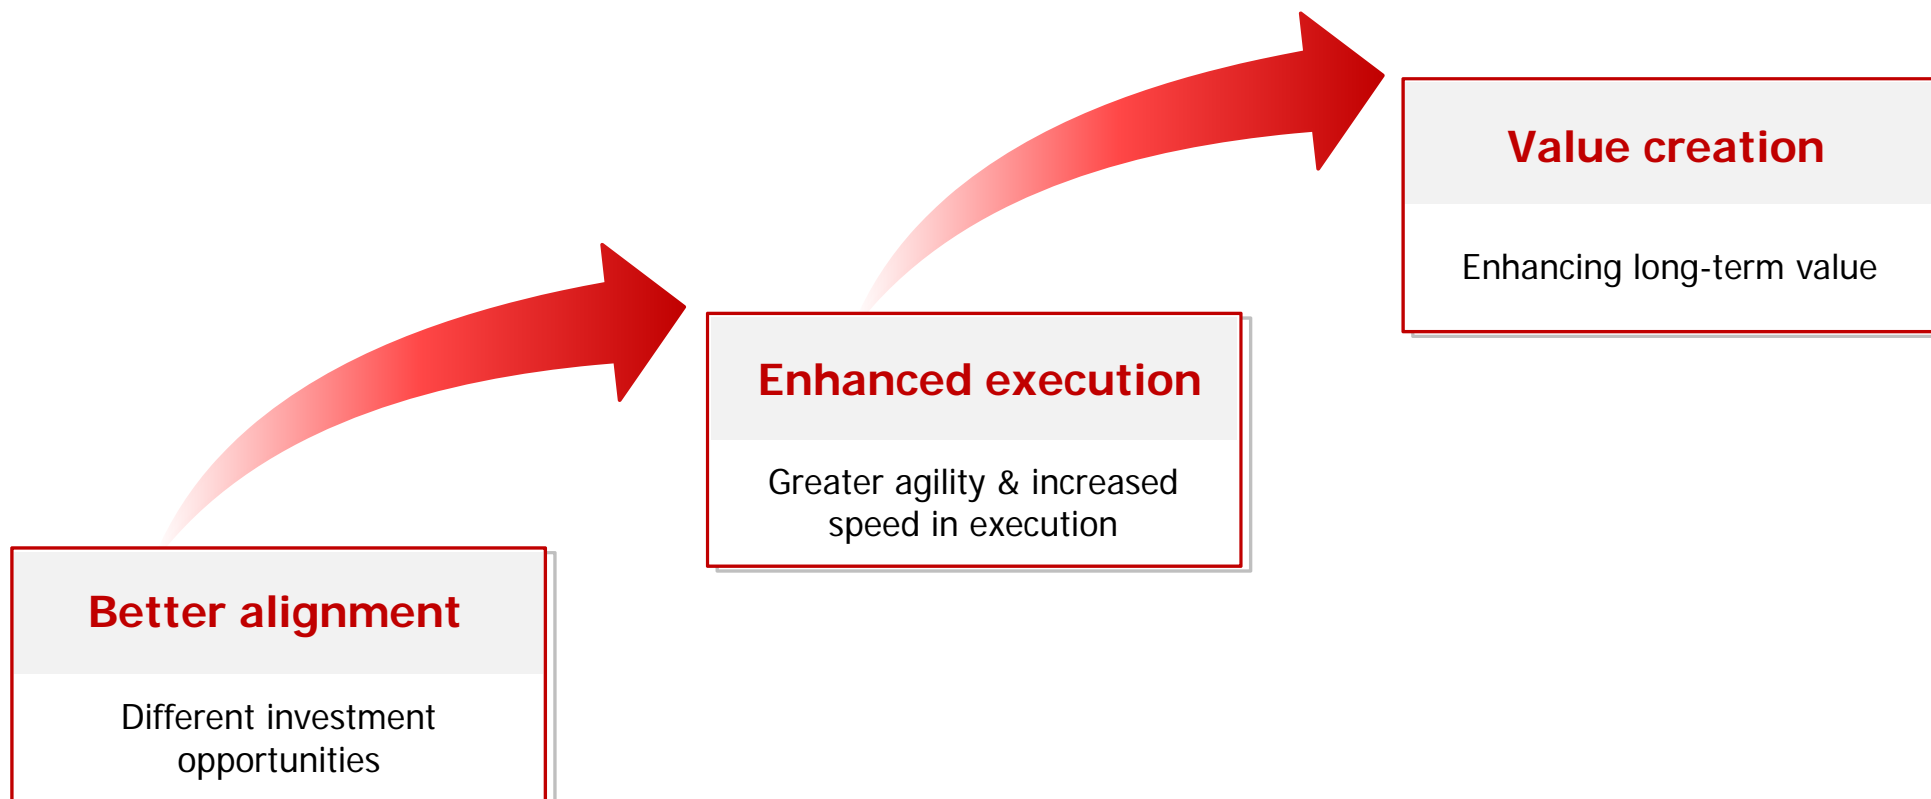 Better alignment
Different investment
opportunities
Enhanced execution
Greater agility & increased
speed in execution
Value creation
Enhancing long-term value